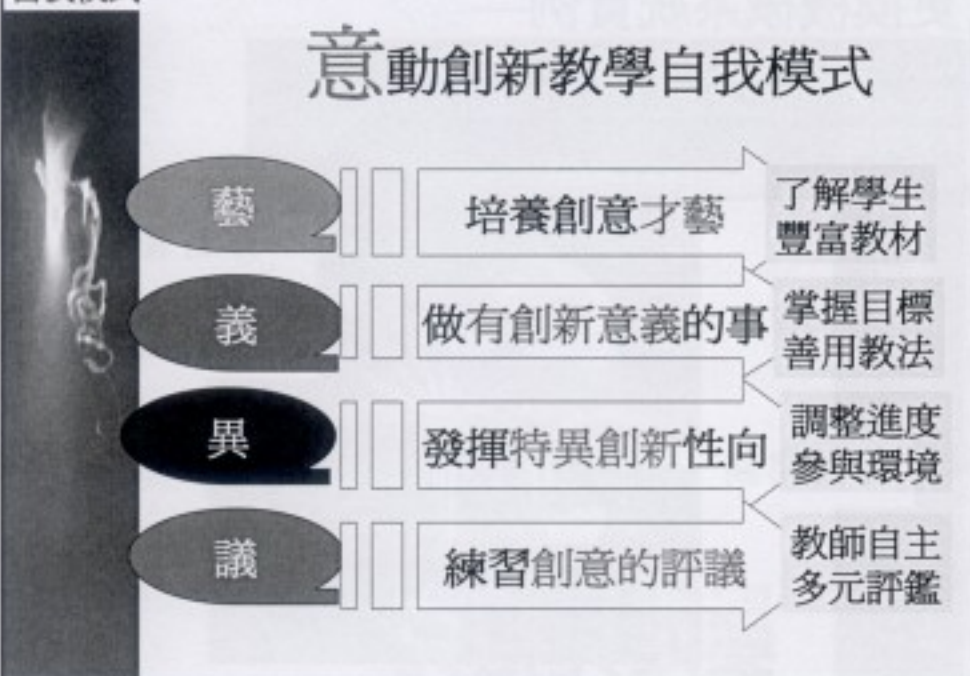 意動創新教學自我模式
藝
培養創意才藝
了解學生
豐富教材
義
做有創新意義的事
掌握目標
善用教法
異
發揮特異創新性向
調整進度
參與環境
議
練習創意的評議
教師自主
多元評鑑